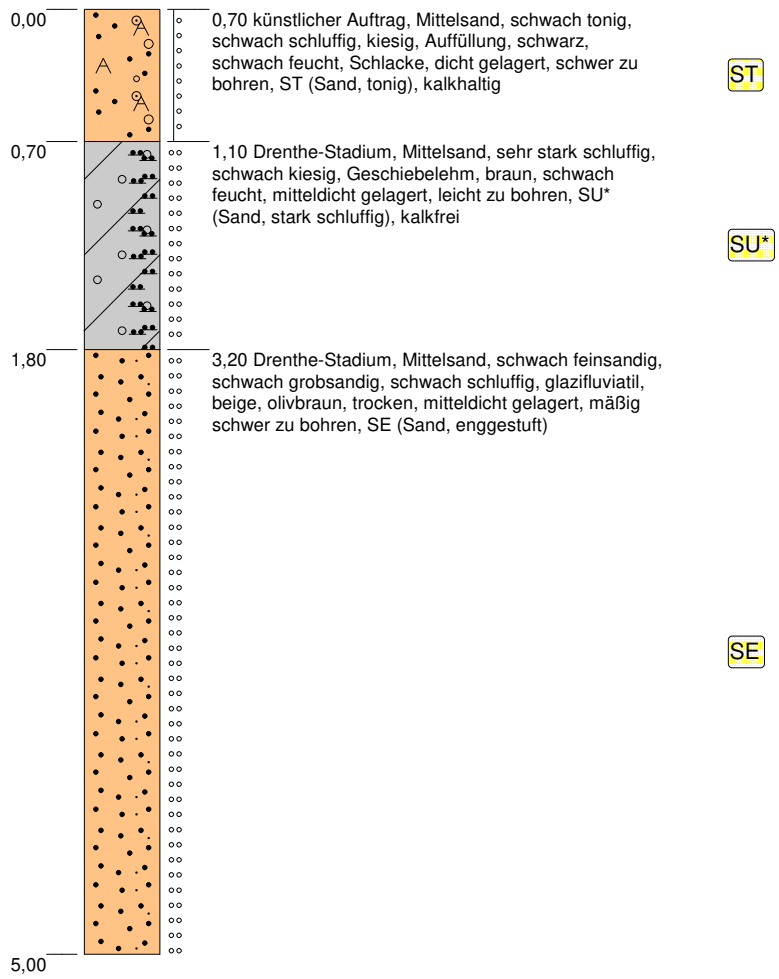 0,00
0,70 künstlicher Auftrag, Mittelsand, schwach tonig,
schwach schluffig, kiesig, Auffüllung, schwarz,
schwach feucht, Schlacke, dicht gelagert, schwer zu
bohren, ST (Sand, tonig), kalkhaltig
ST
0,70
1,10 Drenthe-Stadium, Mittelsand, sehr stark schluffig,
schwach kiesig, Geschiebelehm, braun, schwach
feucht, mitteldicht gelagert, leicht zu bohren, SU*
(Sand, stark schluffig), kalkfrei
SU*
1,80
3,20 Drenthe-Stadium, Mittelsand, schwach feinsandig,
schwach grobsandig, schwach schluffig, glazifluviatil,
beige, olivbraun, trocken, mitteldicht gelagert, mäßig
schwer zu bohren, SE (Sand, enggestuft)
SE
5,00